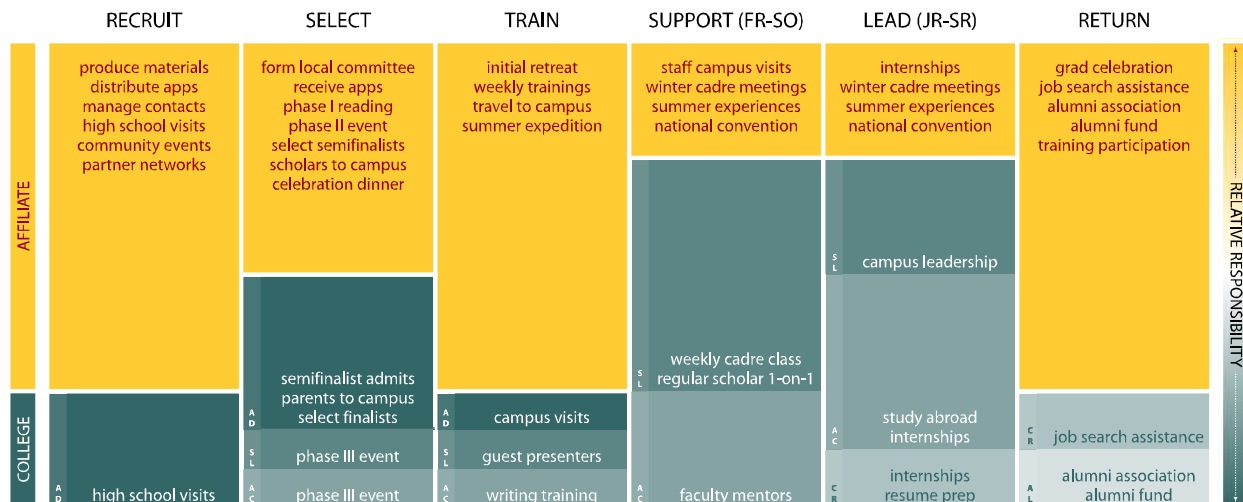 RECRUIT
SELECT
TRAIN
SUPPORT (FR-SO)
LEAD (JR-SR)
RETURN
AFFILIATE
produce materials
distribute apps
manage contacts
high school visits
community events
partner networks
form local committee
receive apps
phase I reading
phase II event
select semifinalists
scholars to campus
celebration dinner
initial retreat
weekly trainings
travel to campus
summer expedition
staff campus visits
winter cadre meetings
summer experiences
national convention
internships
winter cadre meetings
summer experiences
national convention
grad celebration
job search assistance
alumni association
alumni fund
training participation
RELATIVE RESPONSIBILITY
COLLEGE
AD
high school visits
semifinalist admits
parents to campus
AD
select finalists
SL
phase III event
AC
phase III event
AD
campus visits
SL
guest presenters
AC
writing training
weekly cadre class
SL
regular scholar 1-on-1
AC
faculty mentors
SL
campus leadership
study abroad
AC
internships
internships
CR
resume prep
CR
job search assistance
alumni association
AL
alumni fund